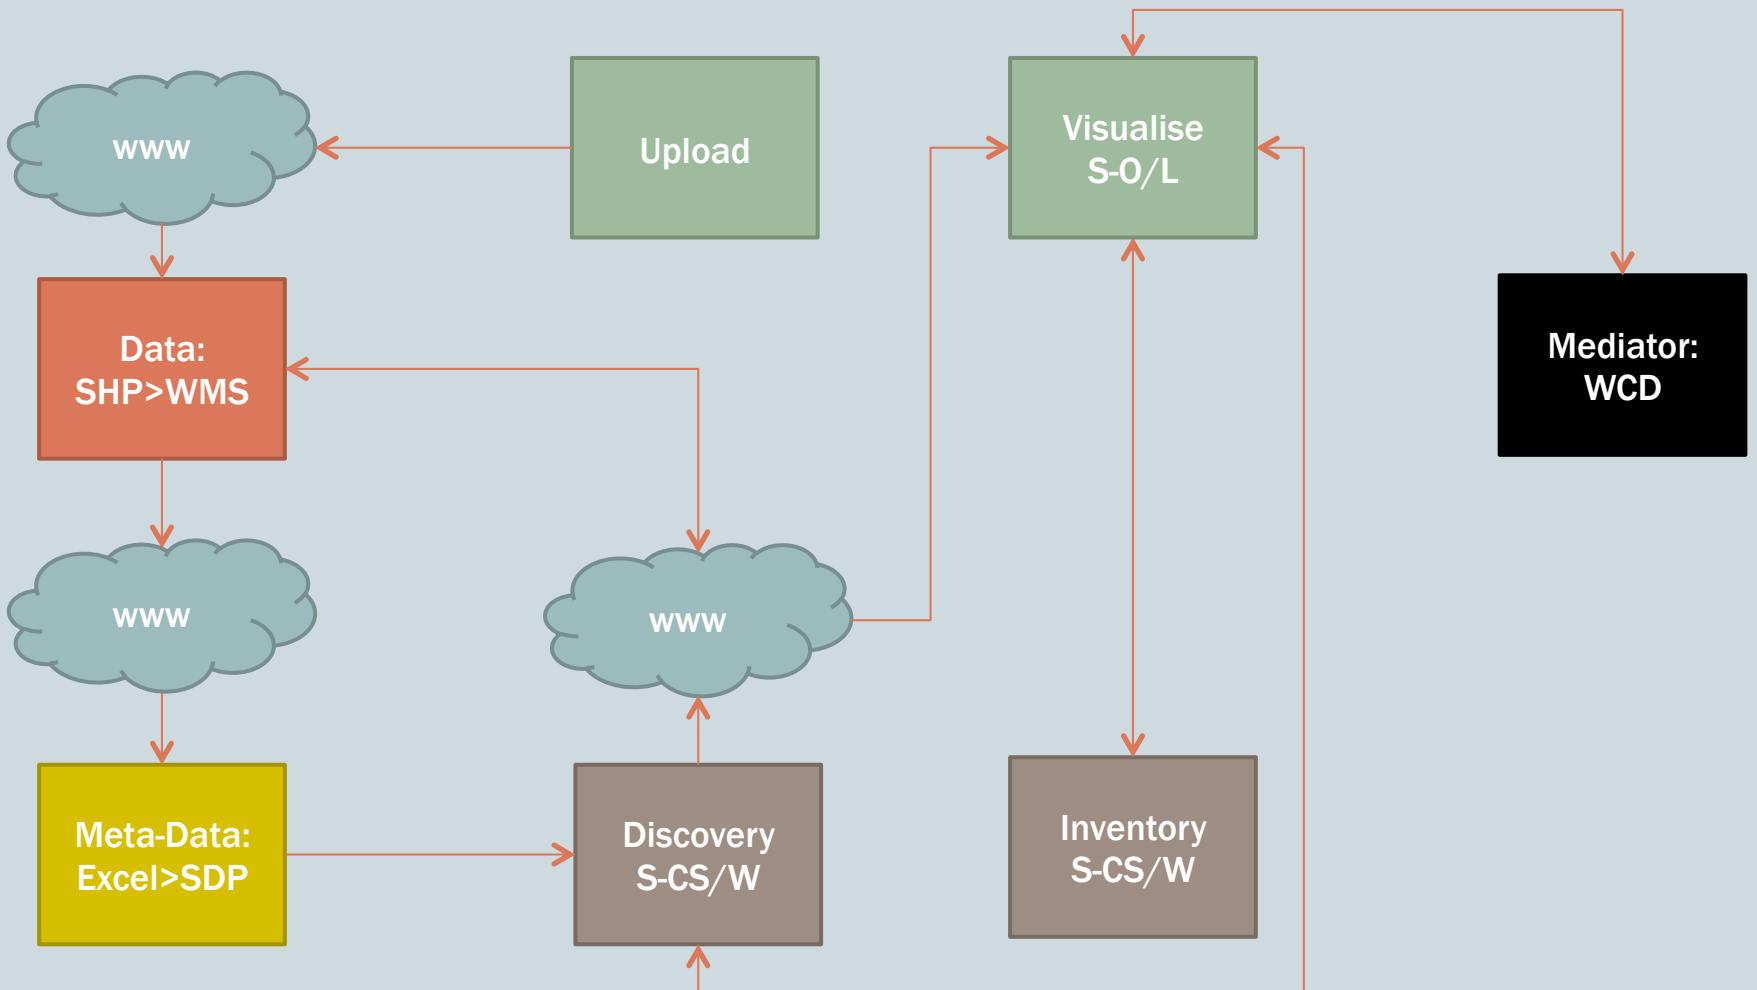 www
Upload
Visualise
S-O/L
Data:
SHP>WMS
Mediator:
WCD
www
www
Meta-Data:
Excel>SDP
Discovery
S-CS/W
Inventory
S-CS/W